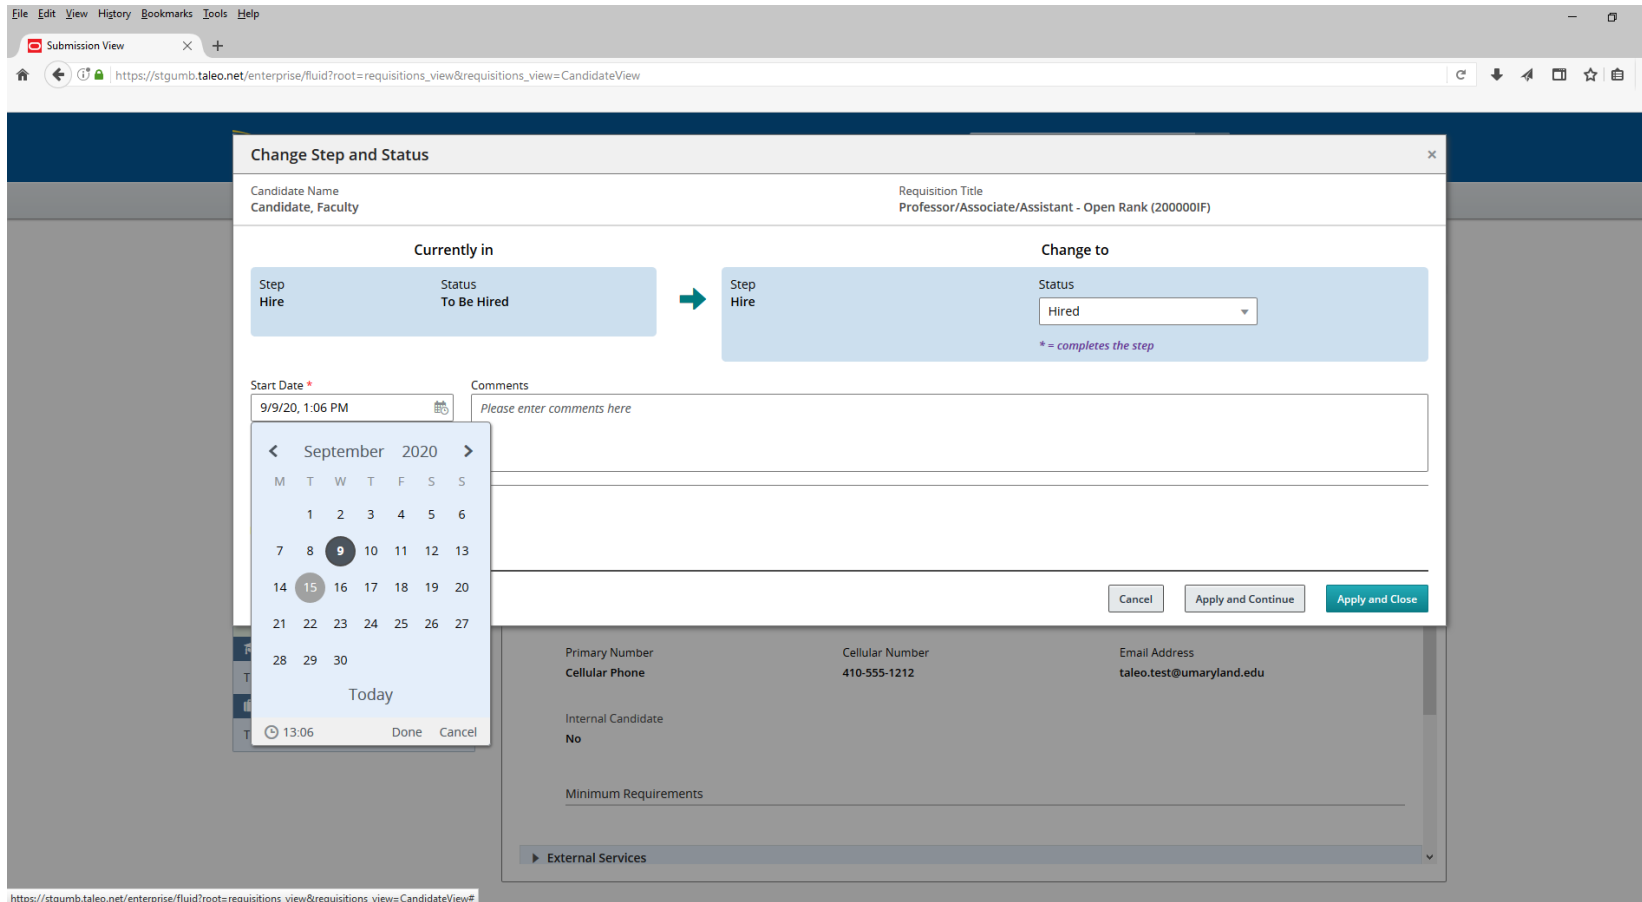 File Edit View History Bookmarks Tools Help
Submission View
https://stgumb.taleo.net/enterprise/fluid?root=requisitions_view&requisitions_view=CandidateView
Change Step and Status
Candidate Name
Candidate, Faculty
Requisition Title
Professor/Associate/Assistant - Open Rank (200000IF)
Currently in
Change to
Step Status
Hire To Be Hired
Step Status
Hire
Hired
* = completes the step
Start Date *
9/9/20, 1:06 PM
Comments
Please enter comments here
September 2020
M T W T F S S
1 2 3 4 5 6
7 8 9 10 11 12 13
14 15 16 17 18 19 20
21 22 23 24 25 26 27
28 29 30
Today
13:06 Done Cancel
Cancel Apply and Continue Apply and Close
Primary Number Cellular Number Email Address
Cellular Phone 410-555-1212 taleo.test@umaryland.edu
Internal Candidate
No
Minimum Requirements
External Services
https://stgumb.taleo.net/enterprise/fluid?root=requisitions_view&requisitions_view=CandidateView#